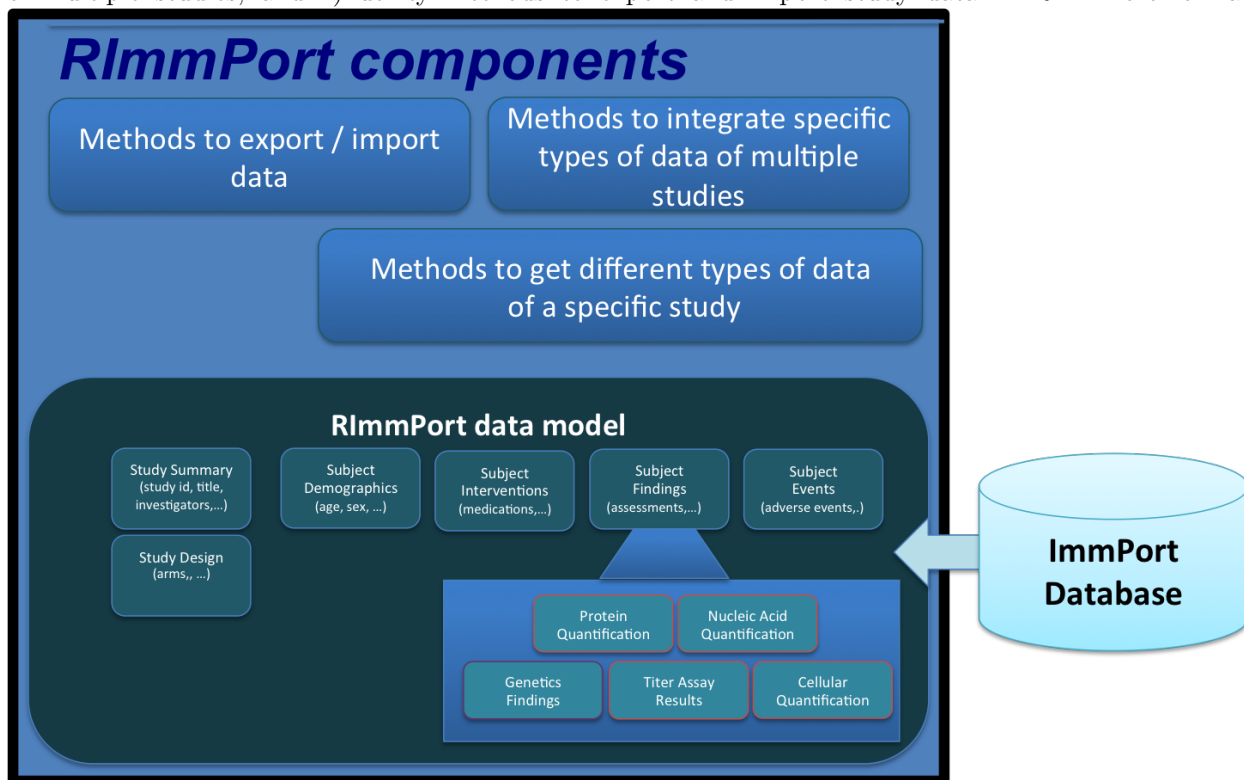 RImmPort components
Methods to export / import
data
Methods to integrate specific
types of data of multiple
studies
Methods to get different types of data
of a specific study
RImmPort data model
Study Summary
(study id, title,
investigators,...)
Subject
Demographics
(age, sex, ...)
Subject
Interventions
(medications,...)
Subject
Findings
(assessments,...)
Subject
Events
(adverse events,.)
Study Design
(arms,, ...)
Protein
Quantification
Nucleic Acid
Quantification
Genetics
Findings
Titer Assay
Results
Cellular
Quantification
ImmPort
Database